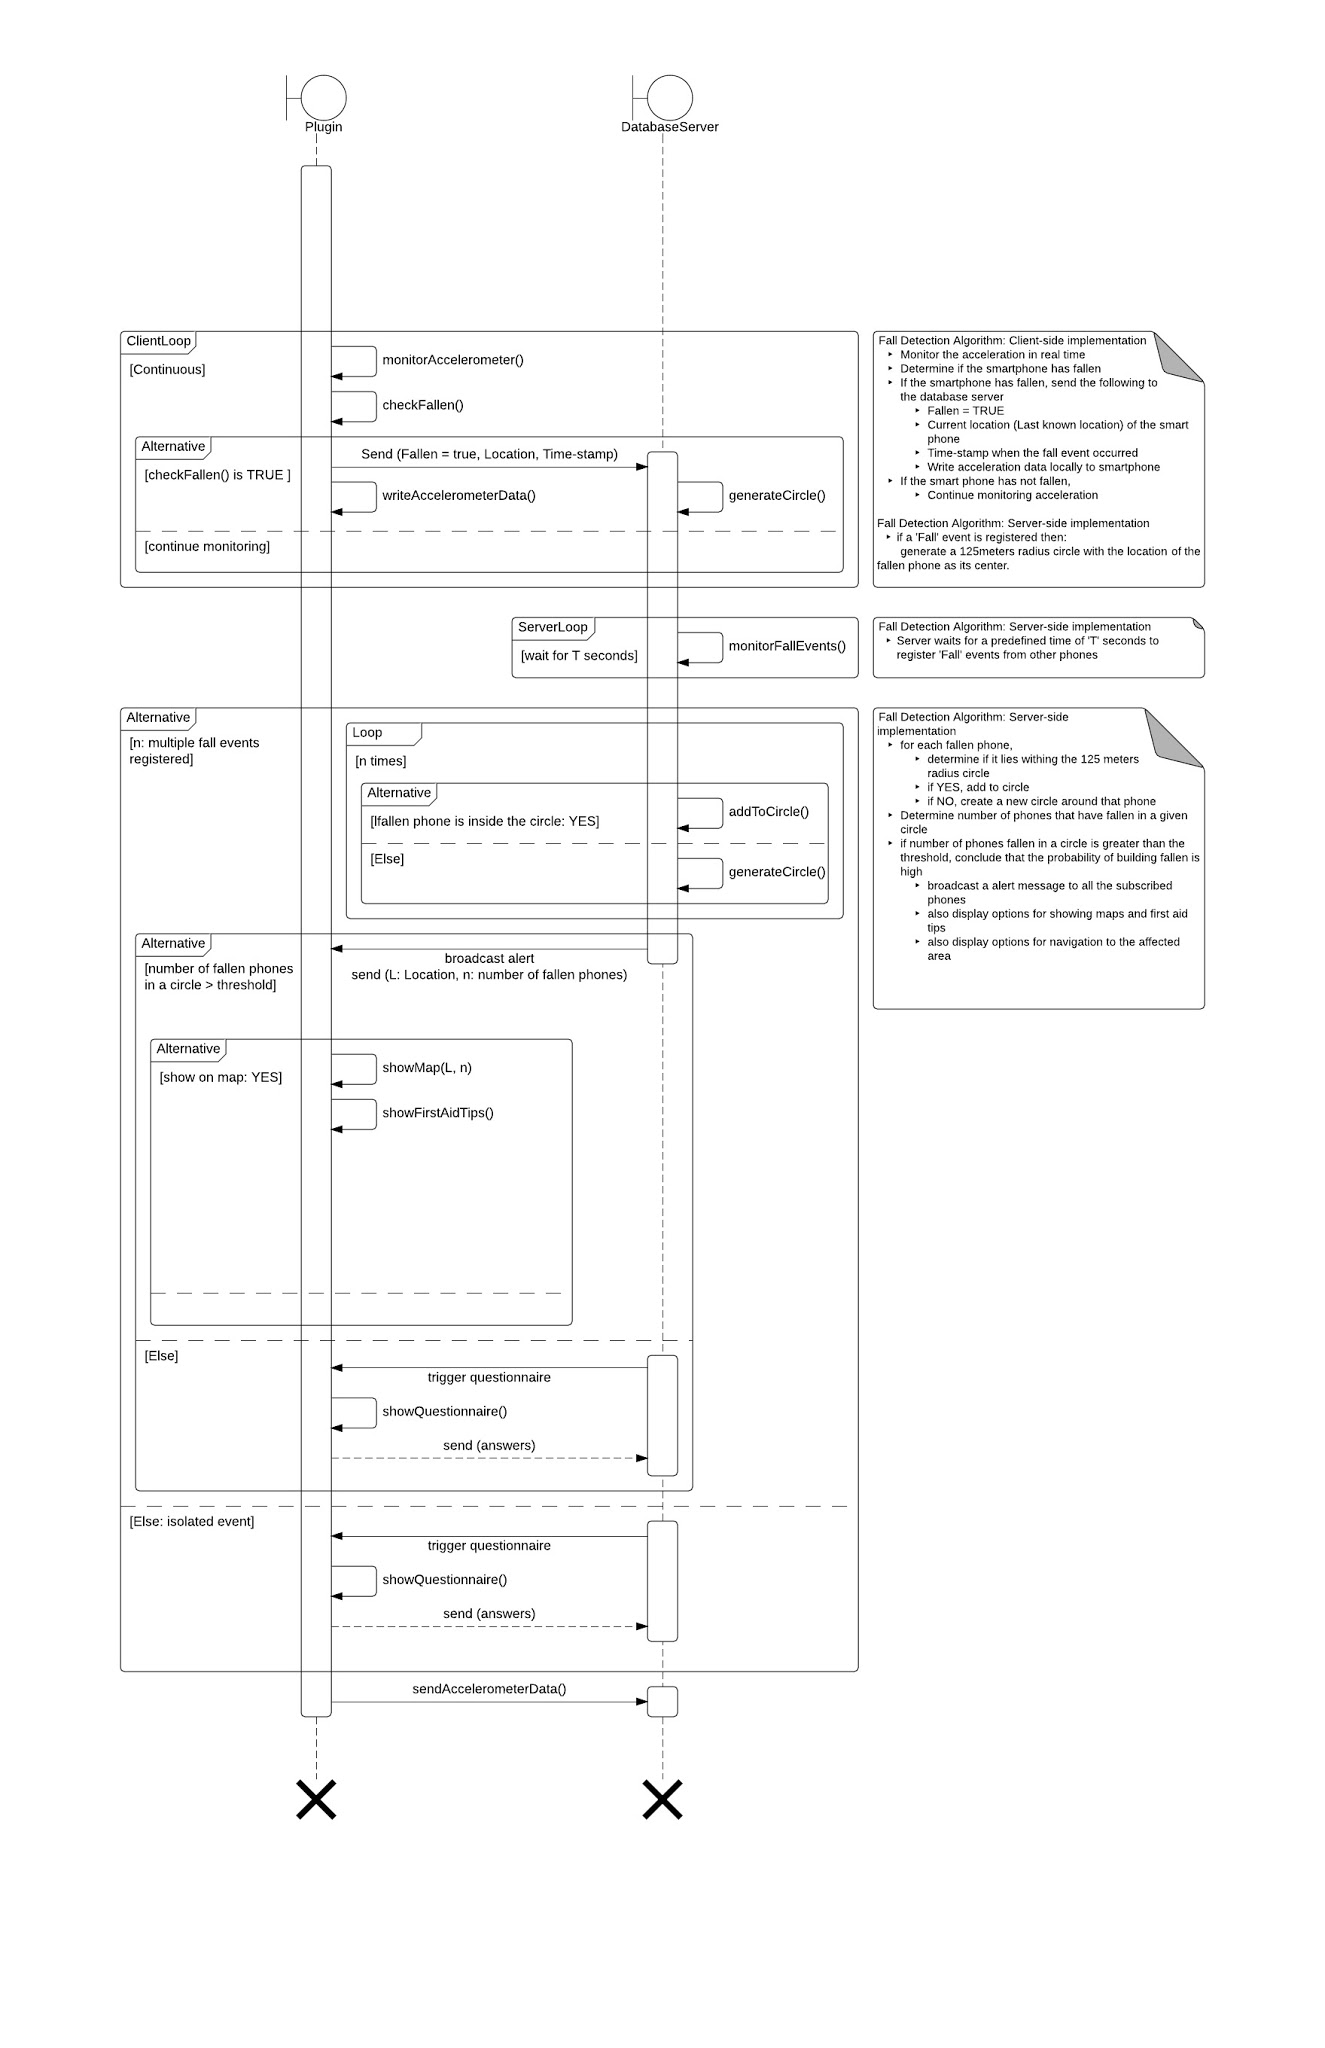 Plugin
DatabaseServer
ClientLoop
[Continuous]
monitorAccelerometer()
checkFallen()
Alternative
[checkFallen() is TRUE ]
Send (Fallen = true, Location, Time-stamp)
writeAccelerometerData()
generateCircle()
[continue monitoring]
Fall Detection Algorithm: Client-side implementation
‣ Monitor the acceleration in real time
‣ Determine if the smartphone has fallen
‣ If the smartphone has fallen, send the following to
the database server
‣ Fallen = TRUE
‣ Current location (Last known location) of the smart
phone
‣ Time-stamp when the fall event occurred
‣ Write acceleration data locally to smartphone
‣ If the smart phone has not fallen,
‣ Continue monitoring acceleration
Fall Detection Algorithm: Server-side implementation
‣ if a 'Fall' event is registered then:
generate a 125meters radius circle with the location of the
fallen phone as its center.
ServerLoop
[wait for T seconds]
monitorFallEvents()
Fall Detection Algorithm: Server-side implementation
‣ Server waits for a predefined time of 'T' seconds to
register 'Fall' events from other phones
Alternative
[n: multiple fall events
registered]
Loop
[n times]
Alternative
[Ifallen phone is inside the circle: YES]
addToCircle()
[Else]
generateCircle()
Fall Detection Algorithm: Server-side
implementation
‣ for each fallen phone,
‣ determine if it lies withing the 125 meters
radius circle
‣ if YES, add to circle
‣ if NO, create a new circle around that phone
‣ Determine number of phones that have fallen in a given
circle
‣ if number of phones fallen in a circle is greater than the
threshold, conclude that the probability of building fallen is
high
‣ broadcast a alert message to all the subscribed
phones
‣ also display options for showing maps and first aid
tips
‣ also display options for navigation to the affected
area
Alternative
[number of fallen phones
in a circle > threshold]
broadcast alert
send (L: Location, n: number of fallen phones)
Alternative
[show on map: YES]
showMap(L, n)
showFirstAidTips()
[Else]
trigger questionnaire
showQuestionnaire()
send (answers)
[Else: isolated event]
trigger questionnaire
showQuestionnaire()
send (answers)
sendAccelerometerData()